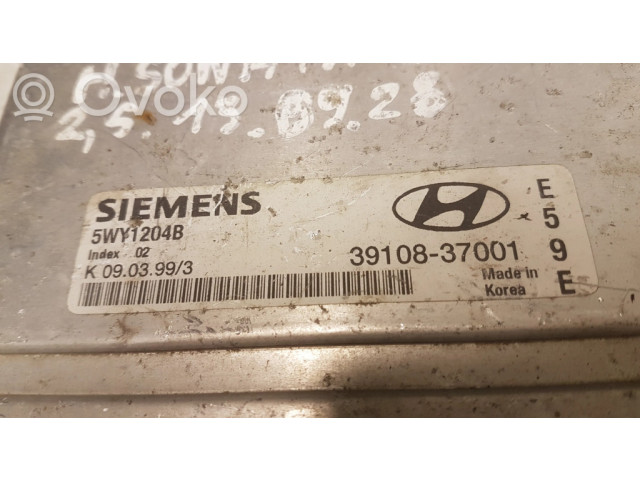 OVOKO
H. SONATA
2,5. 19.09.28
SIEMENS
5WY1204B
Index 02
K 09.03.99/3
39108-37001
Made in
Korea
E
5
9
E